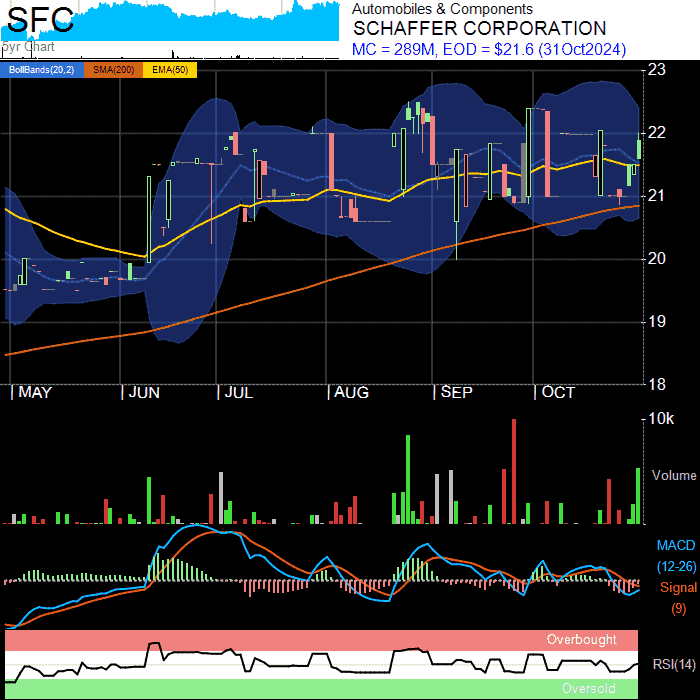 SFC
5yr Chart
Automobiles & Components
SCHAFFER CORPORATION
MC = 289M, EOD = $21.6 (31Oct2024)
BollBands(20,2) SMA(200) EMA(50)
23
22
21
20
19
18
MAY JUN JUL AUG SEP OCT
10k
Volume
MACD
(12-26)
Signal
(9)
Overbought
RSI(14)
Oversold